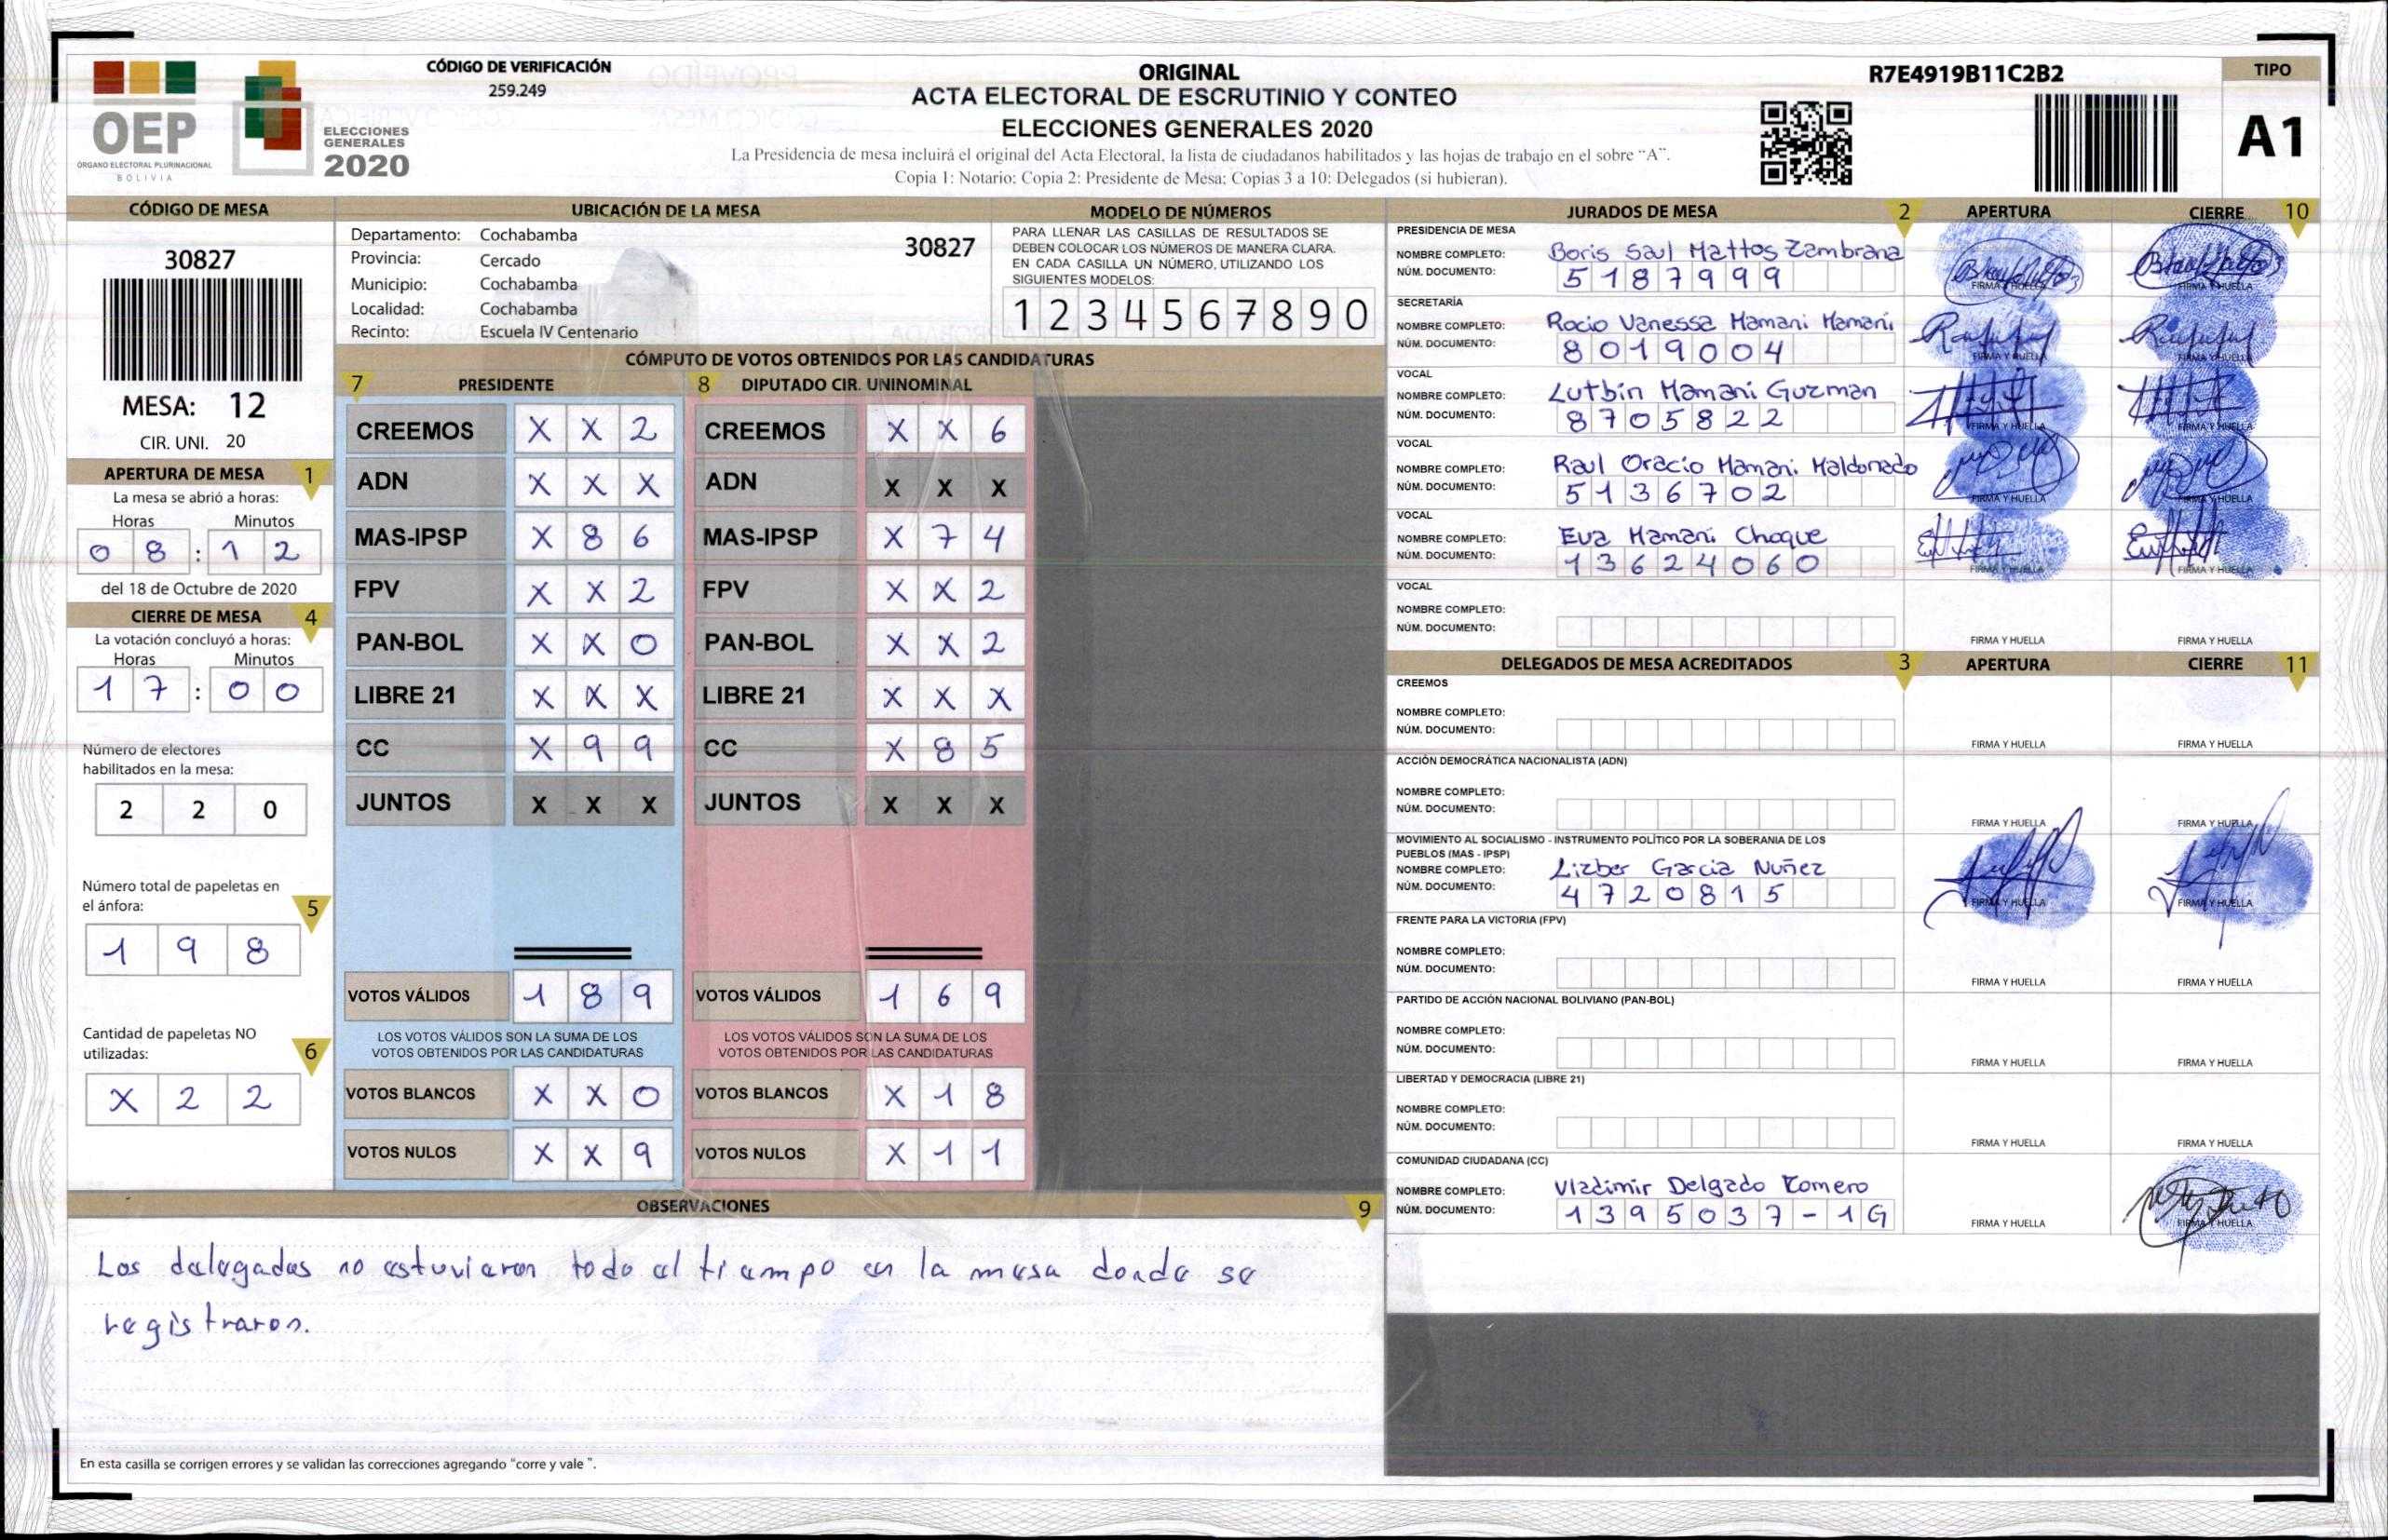 CÓDIGO DE VERIFICACIÓN
259.249
ORIGINAL
ACTA ELECTORAL DE ESCRUTINIO Y CONTEO
ELECCIONES GENERALES 2020
La Presidencia de mesa incluirá el original del Acta Electoral, la lista de ciudadanos habilitados y las hojas de trabajo en el sobre "A".
Copia 1: Notario; Copia 2: Presidente de Mesa; Copias 3 a 10: Delegados (si hubieran).
R7E4919B11C2B2
TIPO
A1
OEP
ÓRGANO ELECTORAL PLURINACIONAL
BOLIVIA
ELECCIONES
GENERALES
2020
CÓDIGO DE MESA
30827
MESA: 12
CIR. UNI. 20
APERTURA DE MESA 1
La mesa se abrió a horas:
Horas Minutos
0 8 : 1 2
del 18 de Octubre de 2020
CIERRE DE MESA 4
La votación concluyó a horas:
Horas Minutos
1 7 : 0 0
Número de electores
habilitados en la mesa:
2 2 0
Número total de papeletas en
el ánfora: 5
1 9 8
Cantidad de papeletas NO
utilizadas: 6
X 2 2
UBICACIÓN DE LA MESA
Departamento: Cochabamba
30827
Provincia: Cercado
Municipio: Cochabamba
Localidad: Cochabamba
Recinto: Escuela IV Centenario
MODELO DE NÚMEROS
PARA LLENAR LAS CASILLAS DE RESULTADOS SE
DEBEN COLOCAR LOS NÚMEROS DE MANERA CLARA.
EN CADA CASILLA UN NÚMERO, UTILIZANDO LOS
SIGUIENTES MODELOS:
1 2 3 4 5 6 7 8 9 0
CÓMPUTO DE VOTOS OBTENIDOS POR LAS CANDIDATURAS
7 PRESIDENTE
CREEMOS X X 2
ADN X X X
MAS-IPSP X 8 6
FPV X X 2
PAN-BOL X X 0
LIBRE 21 X X X
CC X 9 9
JUNTOS X X X
VOTOS VÁLIDOS 1 8 9
LOS VOTOS VÁLIDOS SON LA SUMA DE LOS
VOTOS OBTENIDOS POR LAS CANDIDATURAS
VOTOS BLANCOS X X 0
VOTOS NULOS X X 9
8 DIPUTADO CIR. UNINOMINAL
CREEMOS X X 6
ADN X X X
MAS-IPSP X 7 4
FPV X X 2
PAN-BOL X X 2
LIBRE 21 X X X
CC X 8 5
JUNTOS X X X
VOTOS VÁLIDOS 1 6 9
LOS VOTOS VÁLIDOS SON LA SUMA DE LOS
VOTOS OBTENIDOS POR LAS CANDIDATURAS
VOTOS BLANCOS X 1 8
VOTOS NULOS X 1 1
OBSERVACIONES 9
Los delegados no estuvieron todo el tiempo en la mesa donde se
registraron.
En esta casilla se corrigen errores y se validan las correcciones agregando "corre y vale ".
JURADOS DE MESA 2 APERTURA CIERRE 10
PRESIDENCIA DE MESA
NOMBRE COMPLETO: Boris Saul Mattos Zambrana
NÚM. DOCUMENTO: 5187999
FIRMA Y HUELLA FIRMA Y HUELLA
SECRETARÍA
NOMBRE COMPLETO: Rocio Vanessa Mamani Mamani
NÚM. DOCUMENTO: 8019004
FIRMA Y HUELLA FIRMA Y HUELLA
VOCAL
NOMBRE COMPLETO: Lutbin Mamani Guzman
NÚM. DOCUMENTO: 8705822
FIRMA Y HUELLA FIRMA Y HUELLA
VOCAL
NOMBRE COMPLETO: Raul Oracio Mamani Maldonado
NÚM. DOCUMENTO: 5136702
FIRMA Y HUELLA FIRMA Y HUELLA
VOCAL
NOMBRE COMPLETO: Eva Mamani Choque
NÚM. DOCUMENTO: 13624060
FIRMA Y HUELLA FIRMA Y HUELLA
VOCAL
NOMBRE COMPLETO:
NÚM. DOCUMENTO:
FIRMA Y HUELLA FIRMA Y HUELLA
DELEGADOS DE MESA ACREDITADOS 3 APERTURA CIERRE 11
CREEMOS
NOMBRE COMPLETO:
NÚM. DOCUMENTO:
FIRMA Y HUELLA FIRMA Y HUELLA
ACCIÓN DEMOCRÁTICA NACIONALISTA (ADN)
NOMBRE COMPLETO:
NÚM. DOCUMENTO:
FIRMA Y HUELLA FIRMA Y HUELLA
MOVIMIENTO AL SOCIALISMO - INSTRUMENTO POLÍTICO POR LA SOBERANIA DE LOS
PUEBLOS (MAS - IPSP)
NOMBRE COMPLETO: Lizber Garcia Nuñez
NÚM. DOCUMENTO: 4720815
FIRMA Y HUELLA FIRMA Y HUELLA
FRENTE PARA LA VICTORIA (FPV)
NOMBRE COMPLETO:
NÚM. DOCUMENTO:
FIRMA Y HUELLA FIRMA Y HUELLA
PARTIDO DE ACCIÓN NACIONAL BOLIVIANO (PAN-BOL)
NOMBRE COMPLETO:
NÚM. DOCUMENTO:
FIRMA Y HUELLA FIRMA Y HUELLA
LIBERTAD Y DEMOCRACIA (LIBRE 21)
NOMBRE COMPLETO:
NÚM. DOCUMENTO:
FIRMA Y HUELLA FIRMA Y HUELLA
COMUNIDAD CIUDADANA (CC)
NOMBRE COMPLETO: Vladimir Delgado Romero
NÚM. DOCUMENTO: 1395037-1G
FIRMA Y HUELLA FIRMA Y HUELLA